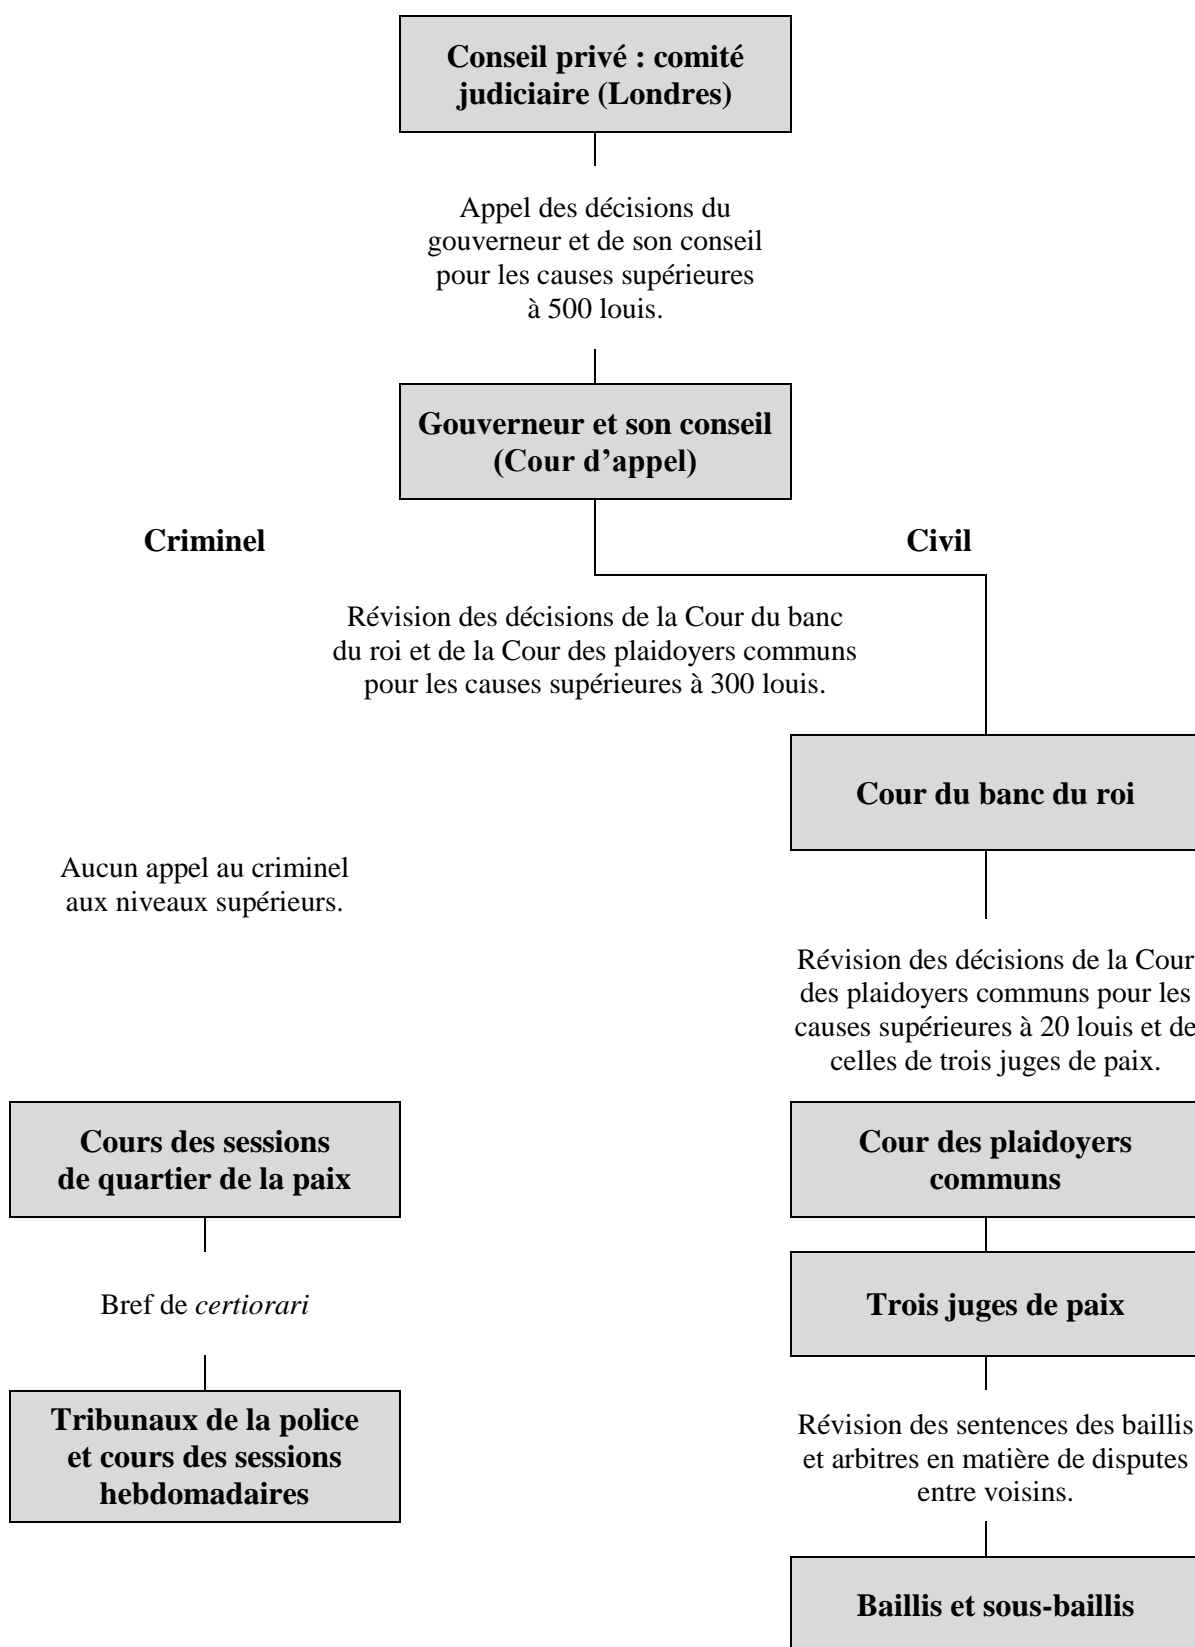 Conseil privé : comité
judiciaire (Londres)
Appel des décisions du
gouverneur et de son conseil
pour les causes supérieures
à 500 louis.
Gouverneur et son conseil
(Cour d’appel)
Criminel
Civil
Révision des décisions de la Cour du banc
du roi et de la Cour des plaidoyers communs
pour les causes supérieures à 300 louis.
Cour du banc du roi
Aucun appel au criminel
aux niveaux supérieurs.
Révision des décisions de la Cour
des plaidoyers communs pour les
causes supérieures à 20 louis et de
celles de trois juges de paix.
Cours des sessions
de quartier de la paix
Cour des plaidoyers
communs
Trois juges de paix
Bref de certiorari
Tribunaux de la police
et cours des sessions
hebdomadaires
Révision des sentences des baillis
et arbitres en matière de disputes
entre voisins.
Baillis et sous-baillis